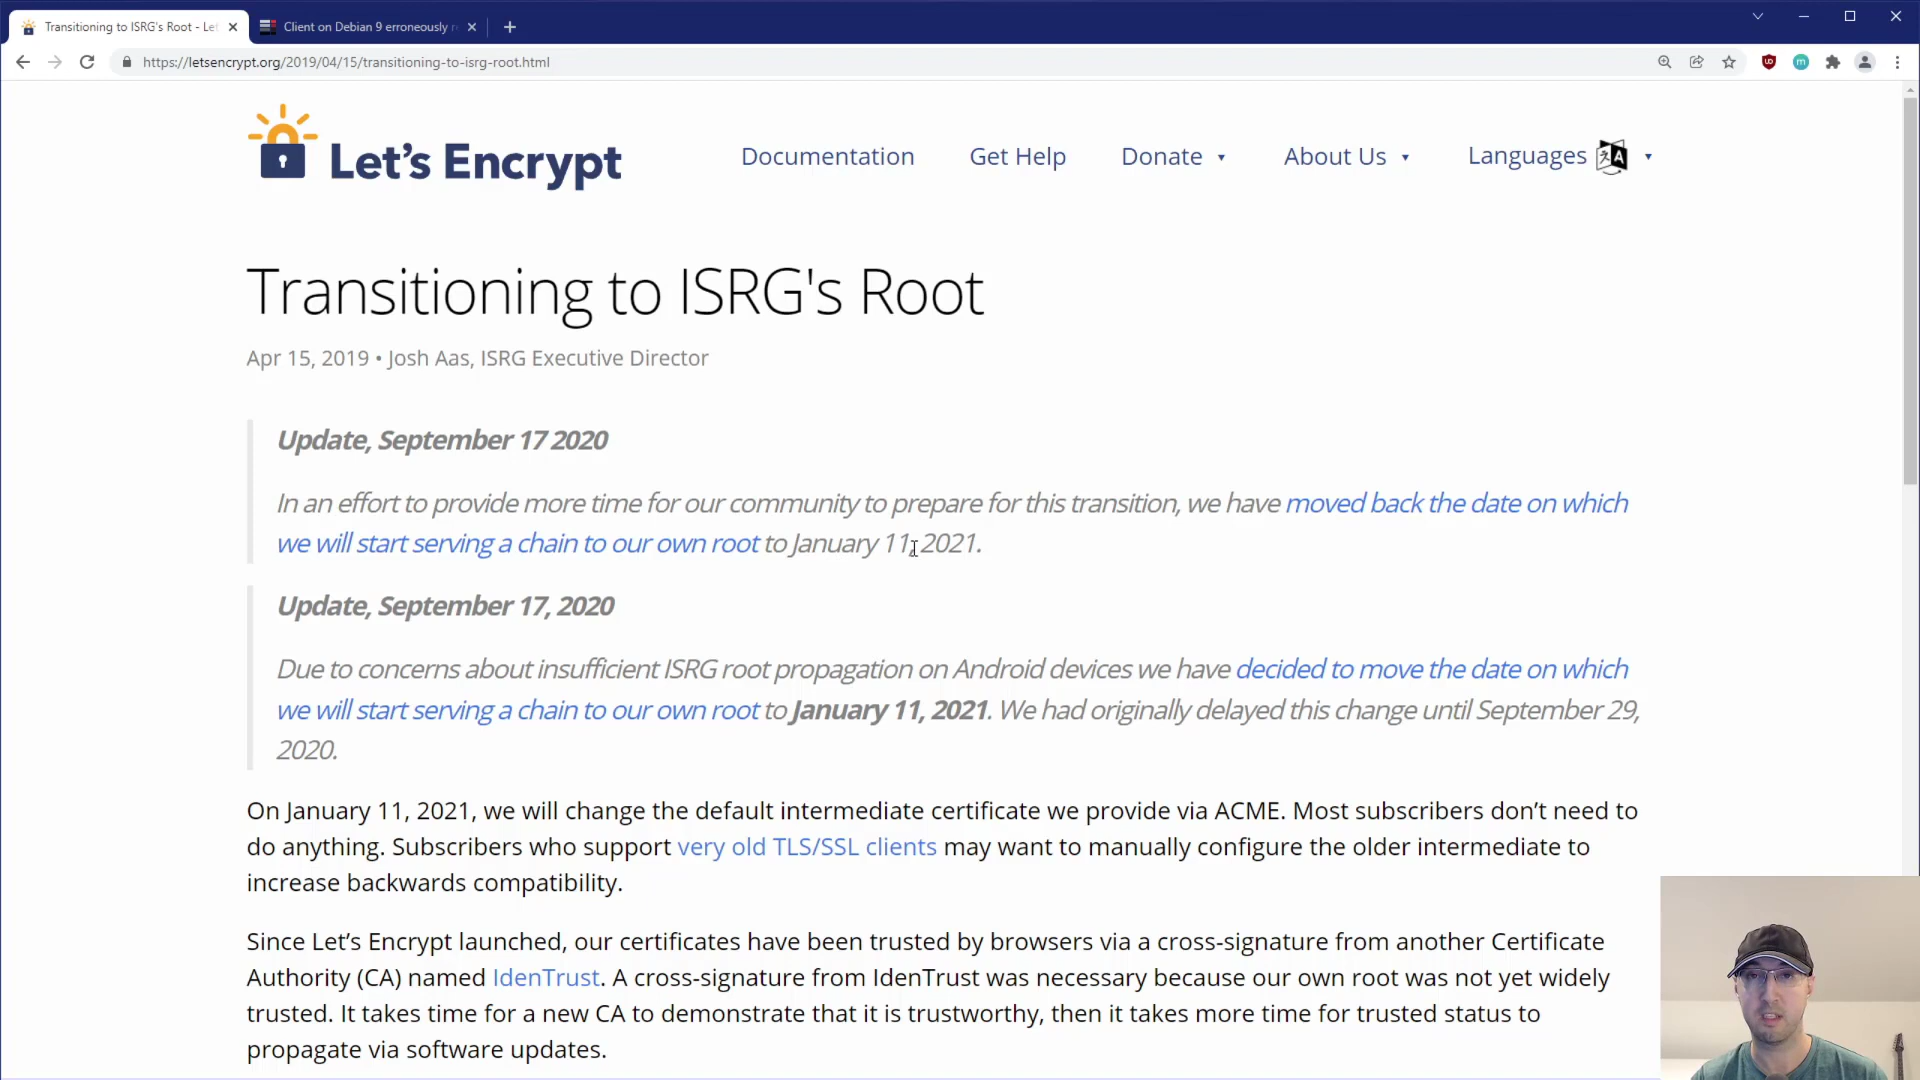 Transitioning to ISRG's Root - Let
Client on Debian 9 erroneously r
https://letsencrypt.org/2019/04/15/transitioning-to-isrg-root.html
Let's Encrypt
Documentation
Get Help
Donate
About Us
Languages
Transitioning to ISRG's Root
Apr 15, 2019 • Josh Aas, ISRG Executive Director
Update, September 17 2020
In an effort to provide more time for our community to prepare for this transition, we have moved back the date on which
we will start serving a chain to our own root to January 11, 2021.
Update, September 17, 2020
Due to concerns about insufficient ISRG root propagation on Android devices we have decided to move the date on which
we will start serving a chain to our own root to January 11, 2021. We had originally delayed this change until September 29,
2020.
On January 11, 2021, we will change the default intermediate certificate we provide via ACME. Most subscribers don’t need to
do anything. Subscribers who support very old TLS/SSL clients may want to manually configure the older intermediate to
increase backwards compatibility.
Since Let’s Encrypt launched, our certificates have been trusted by browsers via a cross-signature from another Certificate
Authority (CA) named IdenTrust. A cross-signature from IdenTrust was necessary because our own root was not yet widely
trusted. It takes time for a new CA to demonstrate that it is trustworthy, then it takes more time for trusted status to
propagate via software updates.